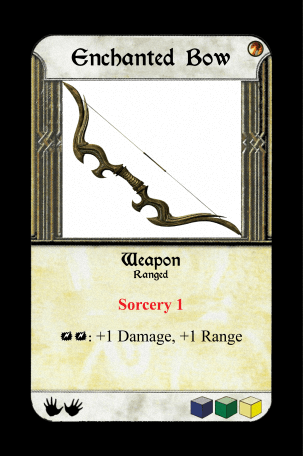 Enchanted Bow
Weapon
Ranged
Sorcery 1
: +1 Damage, +1 Range